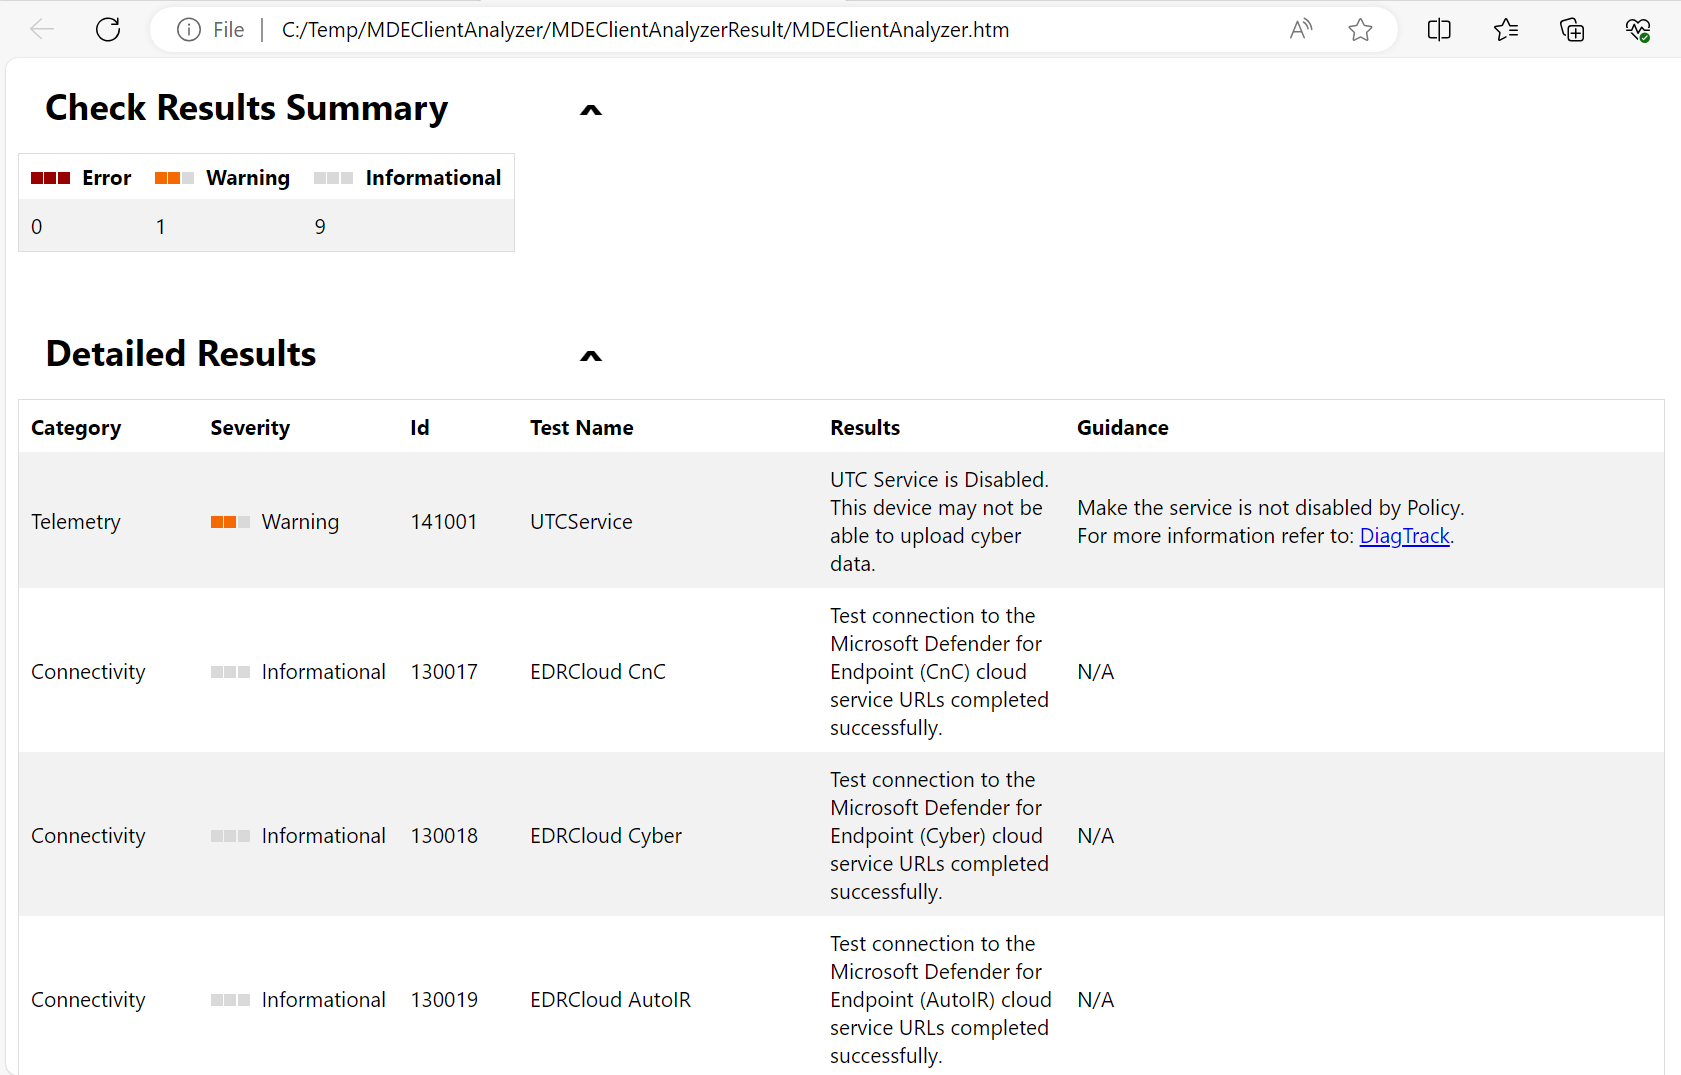 File | C:/Temp/MDEClientAnalyzer/MDEClientAnalyzerResult/MDEClientAnalyzer.htm
Check Results Summary
Error Warning Informational
0 1 9
Detailed Results
Category Severity Id Test Name Results Guidance
Telemetry Warning 141001 UTCService
UTC Service is Disabled.
This device may not be
able to upload cyber
data.
Make the service is not disabled by Policy.
For more information refer to: DiagTrack.
Connectivity Informational 130017 EDRCloud CnC
Test connection to the
Microsoft Defender for
Endpoint (CnC) cloud
service URLs completed
successfully.
N/A
Connectivity Informational 130018 EDRCloud Cyber
Test connection to the
Microsoft Defender for
Endpoint (Cyber) cloud
service URLs completed
successfully.
N/A
Connectivity Informational 130019 EDRCloud AutoIR
Test connection to the
Microsoft Defender for
Endpoint (AutoIR) cloud
service URLs completed
successfully.
N/A